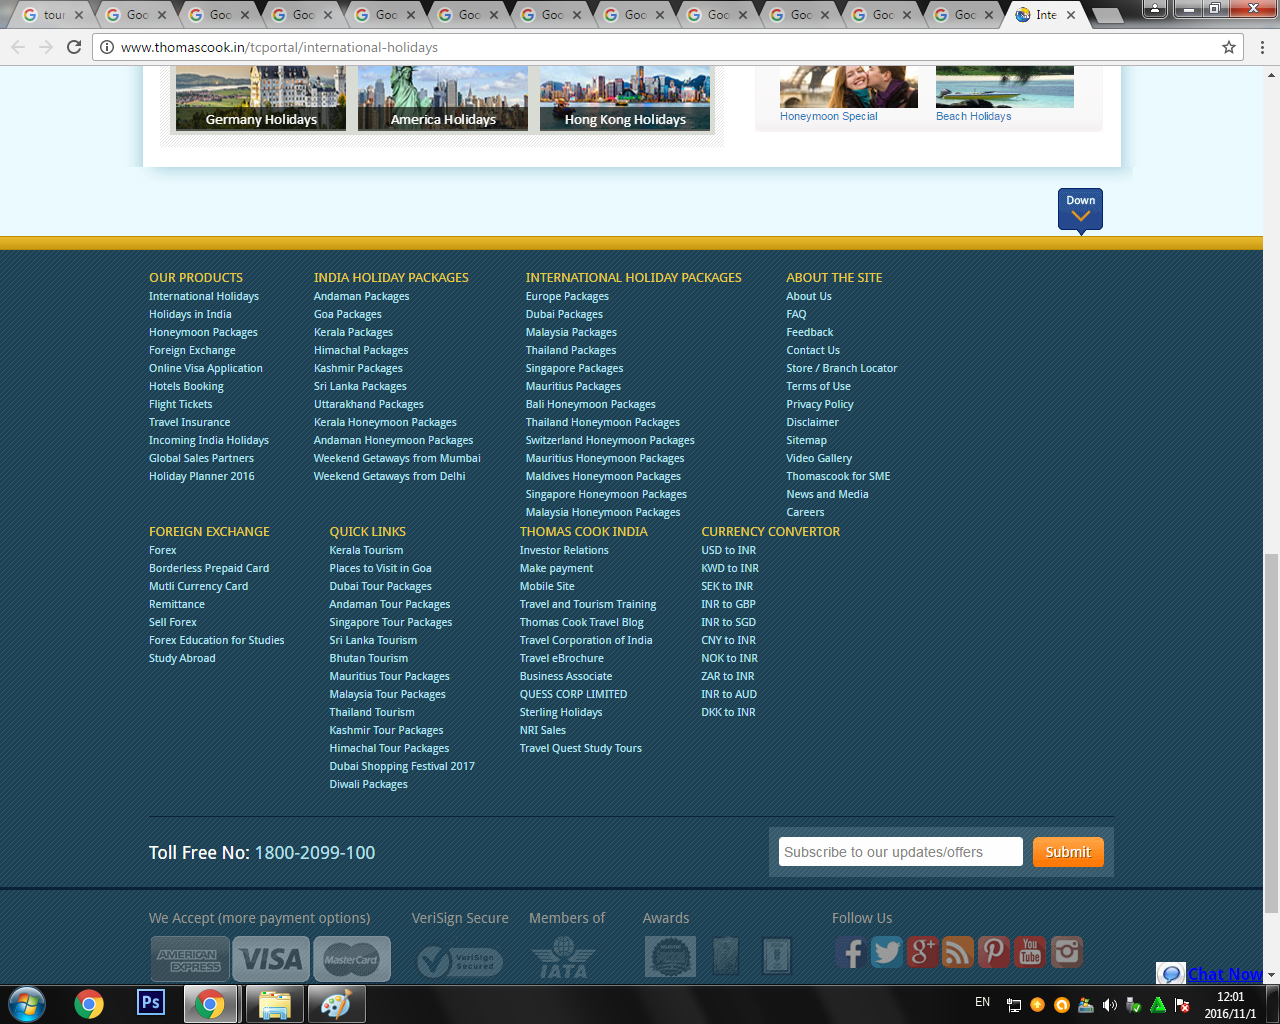 tour
Goo
Goo
Goo
Goo
Goo
Goo
Goo
Goo
Goo
Goo
Goo
Inte
www.thomascook.in/tcportal/international-holidays
Germany Holidays
America Holidays
Hong Kong Holidays
Honeymoon Special
Beach Holidays
Down
OUR PRODUCTS
International Holidays
Holidays in India
Honeymoon Packages
Foreign Exchange
Online Visa Application
Hotels Booking
Flight Tickets
Travel Insurance
Incoming India Holidays
Global Sales Partners
Holiday Planner 2016
INDIA HOLIDAY PACKAGES
Andaman Packages
Goa Packages
Kerala Packages
Himachal Packages
Kashmir Packages
Sri Lanka Packages
Uttarakhand Packages
Kerala Honeymoon Packages
Andaman Honeymoon Packages
Weekend Getaways from Mumbai
Weekend Getaways from Delhi
INTERNATIONAL HOLIDAY PACKAGES
Europe Packages
Dubai Packages
Malaysia Packages
Thailand Packages
Singapore Packages
Mauritius Packages
Bali Honeymoon Packages
Thailand Honeymoon Packages
Switzerland Honeymoon Packages
Mauritius Honeymoon Packages
Maldives Honeymoon Packages
Singapore Honeymoon Packages
Malaysia Honeymoon Packages
ABOUT THE SITE
About Us
FAQ
Feedback
Contact Us
Store / Branch Locator
Terms of Use
Privacy Policy
Disclaimer
Sitemap
Video Gallery
Thomascook for SME
News and Media
Careers
FOREIGN EXCHANGE
Forex
Borderless Prepaid Card
Mutli Currency Card
Remittance
Sell Forex
Forex Education for Studies
Study Abroad
QUICK LINKS
Kerala Tourism
Places to Visit in Goa
Dubai Tour Packages
Andaman Tour Packages
Singapore Tour Packages
Sri Lanka Tourism
Bhutan Tourism
Mauritius Tour Packages
Malaysia Tour Packages
Thailand Tourism
Kashmir Tour Packages
Himachal Tour Packages
Dubai Shopping Festival 2017
Diwali Packages
THOMAS COOK INDIA
Investor Relations
Make payment
Mobile Site
Travel and Tourism Training
Thomas Cook Travel Blog
Travel Corporation of India
Travel eBrochure
Business Associate
QUESS CORP LIMITED
Sterling Holidays
NRI Sales
Travel Quest Study Tours
CURRENCY CONVERTOR
USD to INR
KWD to INR
SEK to INR
INR to GBP
INR to SGD
CNY to INR
NOK to INR
ZAR to INR
INR to AUD
DKK to INR
Toll Free No: 1800-2099-100
Subscribe to our updates/offers
Submit
We Accept (more payment options)
VeriSign Secure
Members of
Awards
Follow Us
AMERICAN EXPRESS
VISA
MasterCard
VeriSign Secured
IATA
You Tube
Chat Now
Ps
EN
12:01
2016/11/1